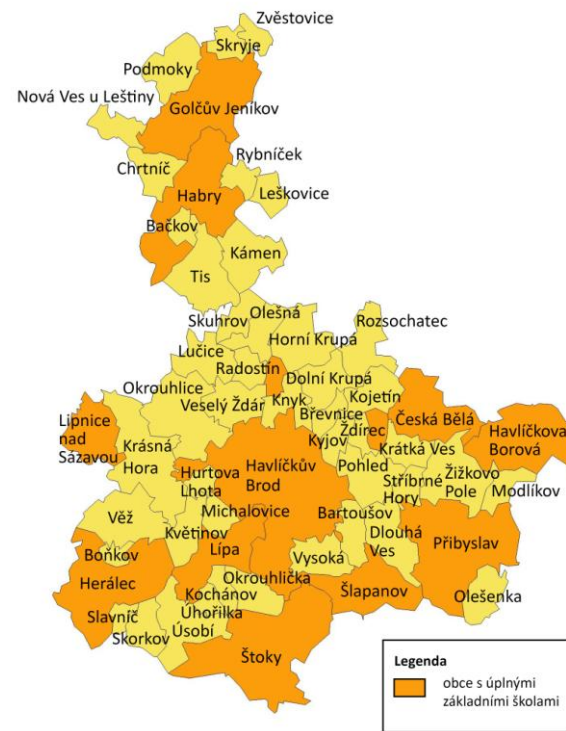 Zvěstovice
Skryje
Podmoky
Nová Ves u Leštiny
Golčův Jeníkov
Rybníček
Chrtníč
Habry
Leškovice
Bačkov
Kámen
Tis
Olešná
Skuhrov
Rozsochatec
Horní Krupá
Lučice
Radostín
Dolní Krupá
Okrouhlice
Kojetín
Veselý Ždár
Knyk
Břevnice
Česká Bělá
Lipnice
nad
Sázavou
Ždírec
Havlíčkova
Borová
Krásná
Hora
Kyjov
Krátká Ves
Hurtova
Lhota
Havlíčkův
Brod
Pohled
Stříbrné
Hory
Žižkovo
Pole
Modlíkov
Michalovice
Bartoušov
Věž
Květinov
Dlouhá
Ves
Přibyslav
Boňkov
Lípa
Vysoká
Herálec
Okrouhlička
Kochánov
Šlapanov
Olešenka
Slavníč
Úhořilka
Skorkov
Úsobí
Štoky
Legenda
obce s úplnými
základními školami